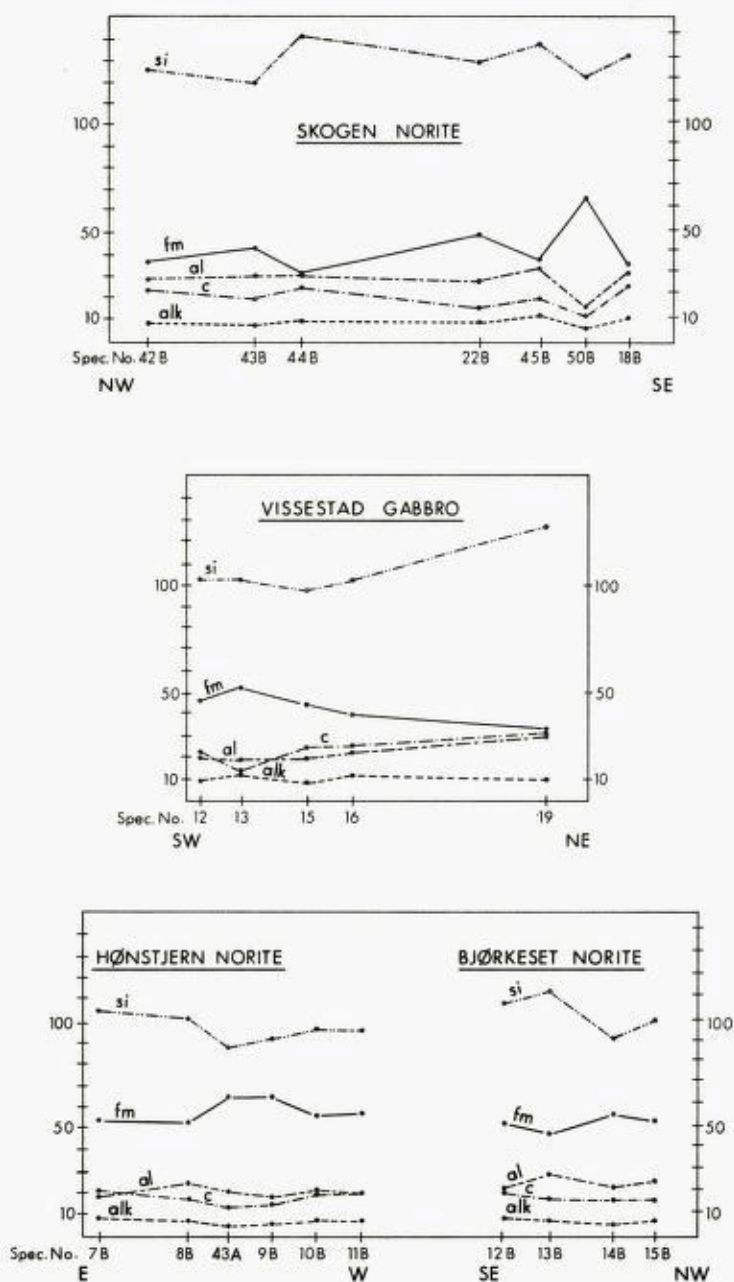 si
100 100
SKOGEN NORITE
50 50
fm
al
c
alk
10 10
Spec. No. 42B 43B 44B 22B 45B 50B 18B
NW SE
VISSESTAD GABBRO
si
100 100
fm
50 50
c
al
alk
10 10
Spec. No. 12 13 15 16 19
SW NE
HØNSTJERN NORITE BJØRKESET NORITE
si si
100 100
fm fm
50 50
al al
c c
alk alk
10 10
Spec. No. 7B 8B 43A 9B 10B 11B 12B 13B 14B 15B
E W SE NW